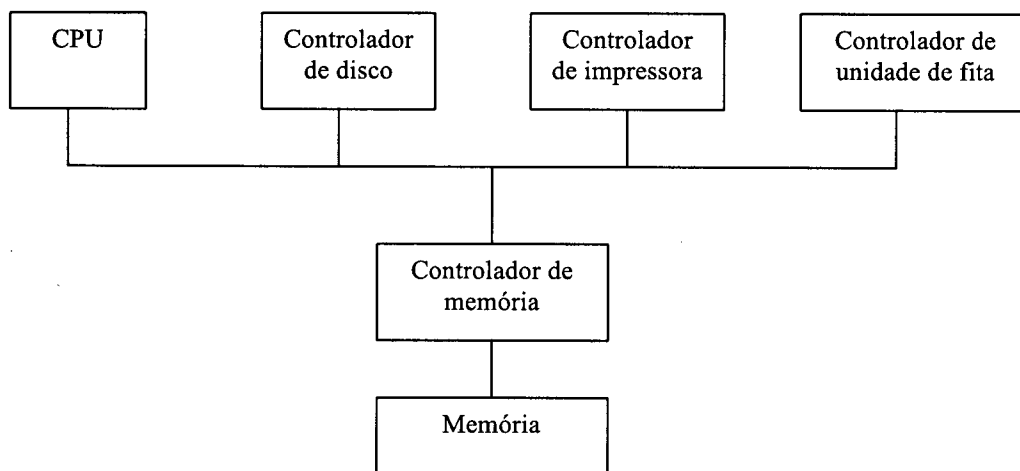 CPU
Controlador
de disco
Controlador
de impressora
Controlador de
unidade de fita
Controlador de
memória
Memória